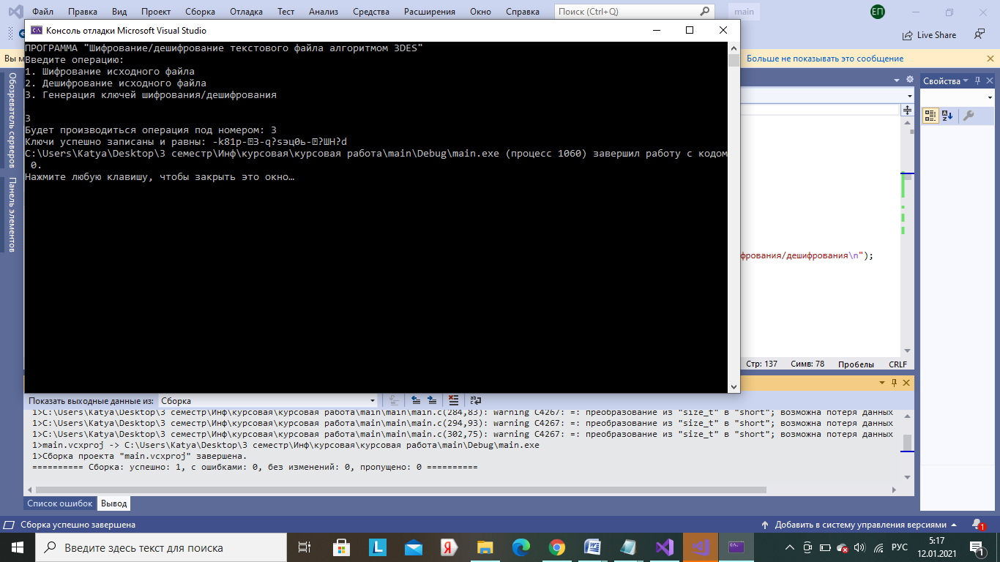 Файл Правка Вид Проект Сборка Отладка Тест Анализ Средства Расширения Окно Справка Поиск (Ctrl+Q) main ЕП
Консоль отладки Microsoft Visual Studio
Live Share
ПРОГРАММА "Шифрование/дешифрование текстового файла алгоритмом 3DES"
Введите операцию:
1. Шифрование исходного файла
2. Дешифрование исходного файла
3. Генерация ключей шифрования/дешифрования
3
Будет производиться операция под номером: 3
Ключи успешно записаны и равны:
C:\Users\Katya\Desktop\3 семестр\Инф\курсовая\курсовая работа\main\Debug\main.exe (процесс 1060) завершил работу с кодом
0.
Нажмите любую клавишу, чтобы закрыть это окно…
Вы
Больше не показывать это сообщение
Обозреватель серверов
Панель элементов
Свойства
фрования/дешифрования\n");
Стр: 137 Симв: 78 Пробелы CRLF
Показать выходные данные из: Сборка
1>C:\Users\Katya\Desktop\3 семестр\Инф\курсовая\курсовая работа\main\main\main.c(284,83): warning C4267: =: преобразование из "size_t" в "short"; возможна потеря данных
1>C:\Users\Katya\Desktop\3 семестр\Инф\курсовая\курсовая работа\main\main\main.c(294,93): warning C4267: =: преобразование из "size_t" в "short"; возможна потеря данных
1>C:\Users\Katya\Desktop\3 семестр\Инф\курсовая\курсовая работа\main\main\main.c(302,75): warning C4267: =: преобразование из "size_t" в "short"; возможна потеря данных
1>main.vcxproj -> C:\Users\Katya\Desktop\3 семестр\Инф\курсовая\курсовая работа\main\Debug\main.exe
1>Сборка проекта "main.vcxproj" завершена.
========== Сборка: успешно: 1, с ошибками: 0, без изменений: 0, пропущено: 0 ==========
Список ошибок Вывод
Сборка успешно завершена
Добавить в систему управления версиями
1
Введите здесь текст для поиска
РУС
5:17
12.01.2021
1